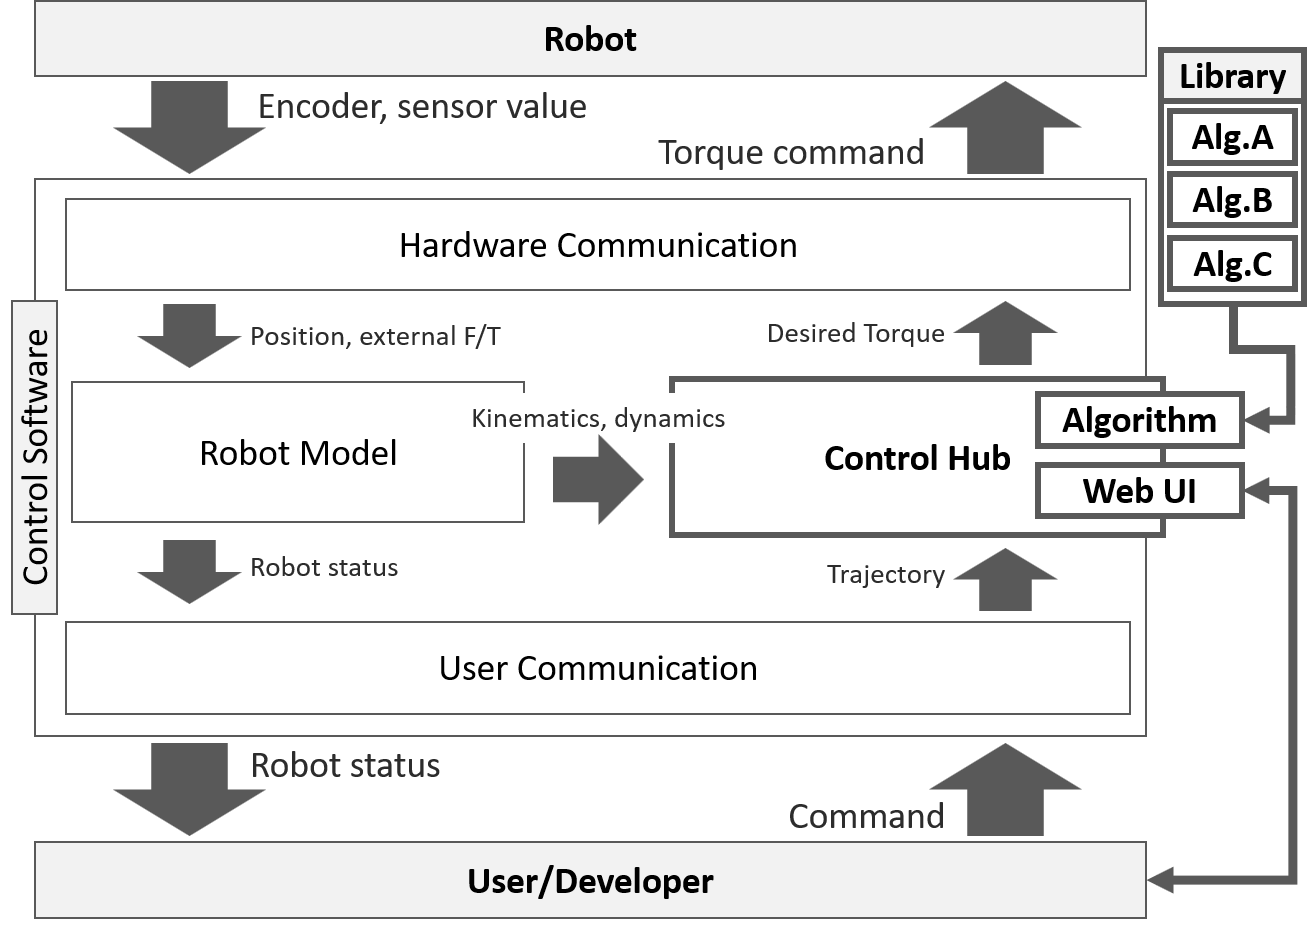 Robot
Library
Encoder, sensor value
Torque command
Alg.A
Alg.B
Alg.C
Hardware Communication
Position, external F/T
Desired Torque
Control Software
Robot Model
Kinematics, dynamics
Control Hub
Algorithm
Web UI
Robot status
Trajectory
User Communication
Robot status
Command
User/Developer